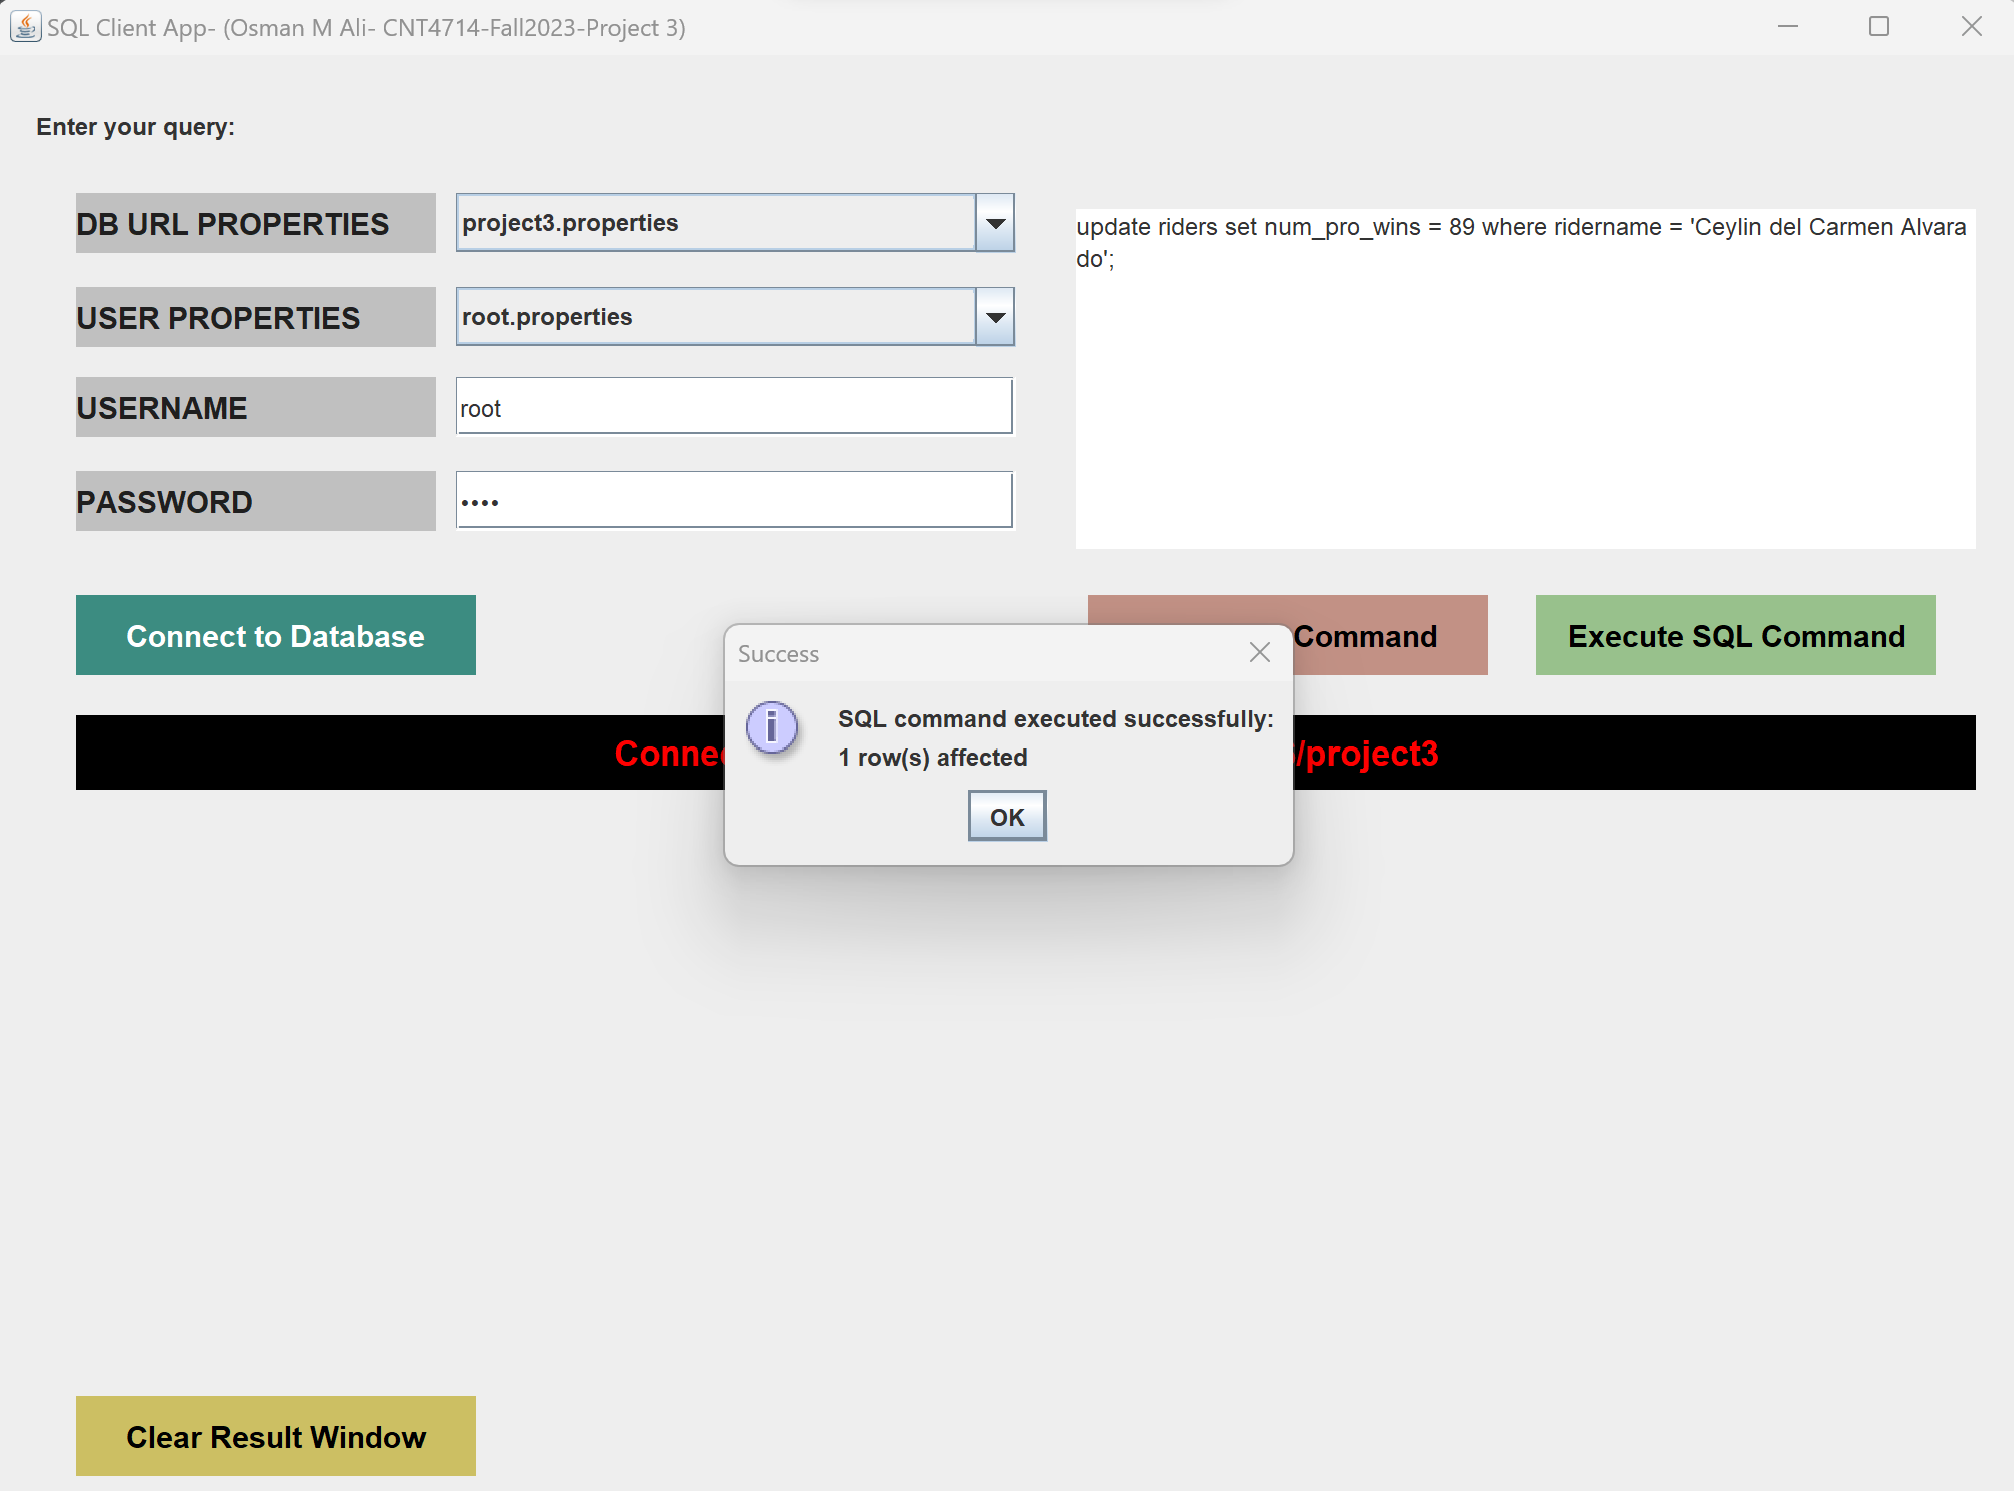 SQL Client App- (Osman M Ali- CNT4714-Fall2023-Project 3)
Enter your query:
DB URL PROPERTIES
project3.properties
update riders set num_pro_wins = 89 where ridername = 'Ceylin del Carmen Alvara
do';
USER PROPERTIES
root.properties
USERNAME
root
PASSWORD
••••
Connect to Database
Command
Execute SQL Command
Success
SQL command executed successfully:
1 row(s) affected
OK
/project3
Clear Result Window